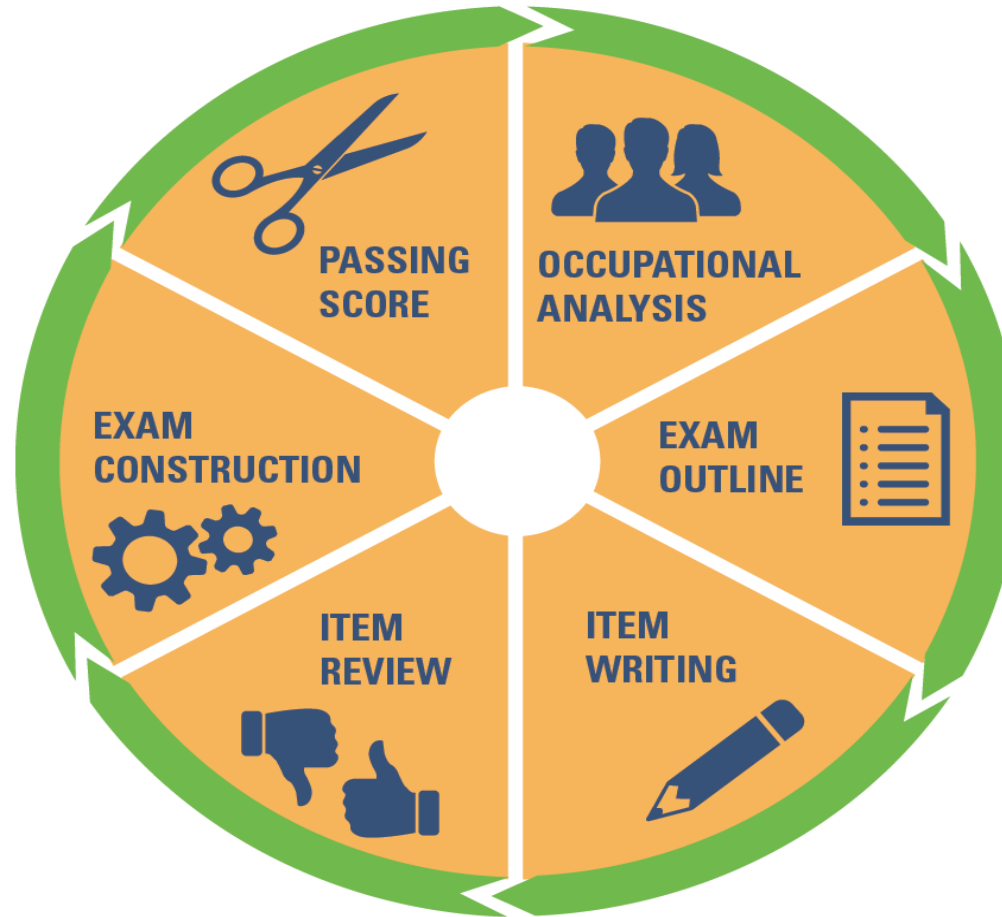 PASSING
SCORE
OCCUPATIONAL
ANALYSIS
EXAM
OUTLINE
ITEM
WRITING
ITEM
REVIEW
EXAM
CONSTRUCTION